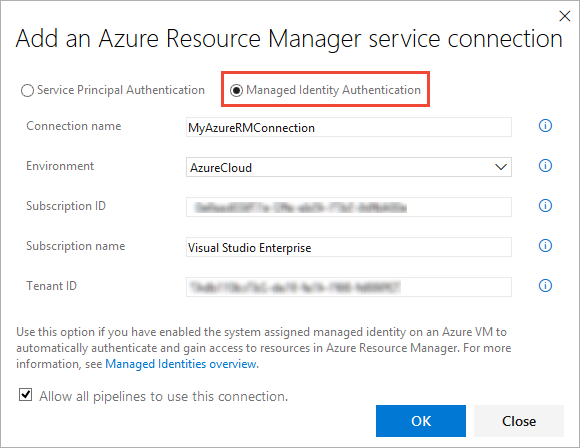 Add an Azure Resource Manager service connection
Service Principal Authentication
Managed Identity Authentication
Connection name
MyAzureRMConnection
Environment
AzureCloud
Subscription ID
Subscription name
Visual Studio Enterprise
Tenant ID
Use this option if you have enabled the system assigned managed identity on an Azure VM to
automatically authenticate and gain access to resources in Azure Resource Manager. For more
information, see Managed Identities overview.
Allow all pipelines to use this connection.
OK
Close